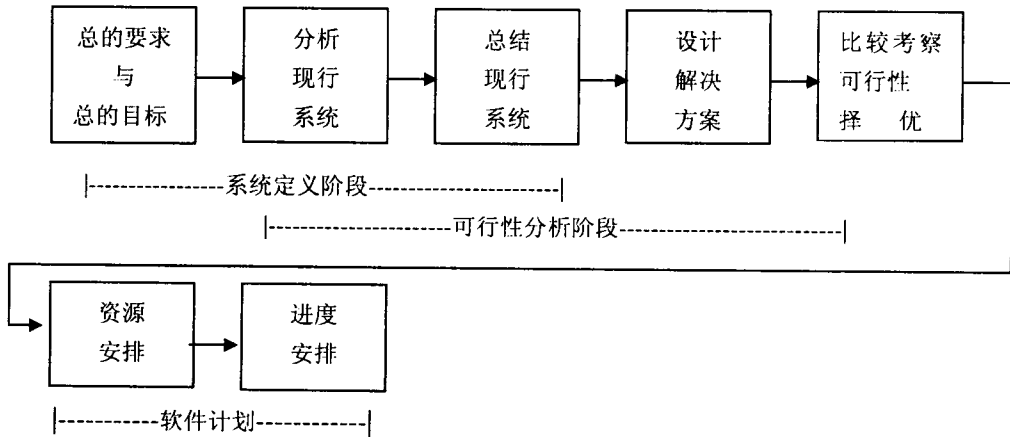 总的要求
与
总的目标
分析
现行
系统
总结
现行
系统
设计
解决
方案
比较考察
可行性
择 优
|--------------系统定义阶段--------------------|
|------------------可行性分析阶段----------------------|
资源
安排
进度
安排
|----------软件计划-----------|